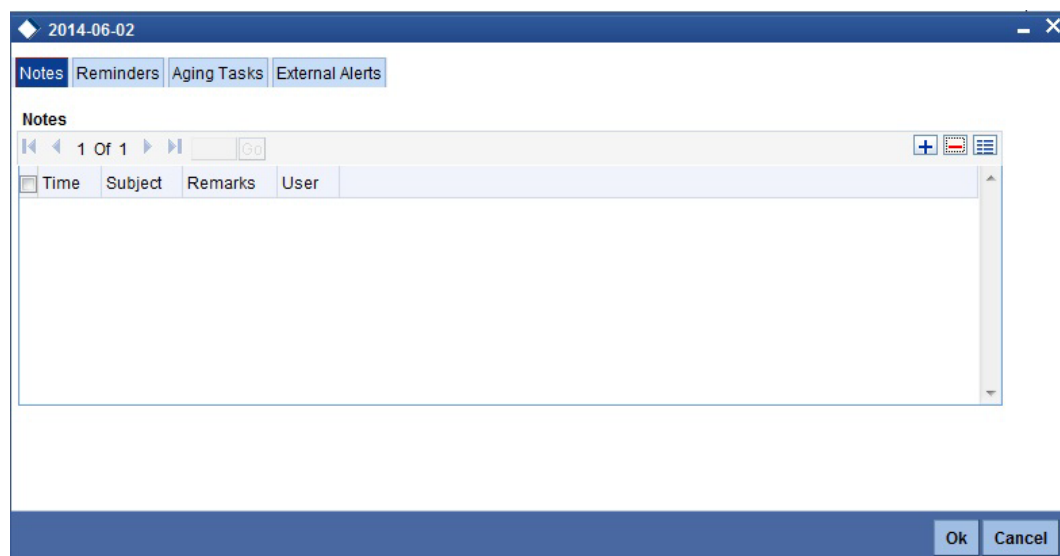 2014-06-02
Notes Reminders Aging Tasks External Alerts
Notes
1 Of 1 Go
Time Subject Remarks User
Ok Cancel